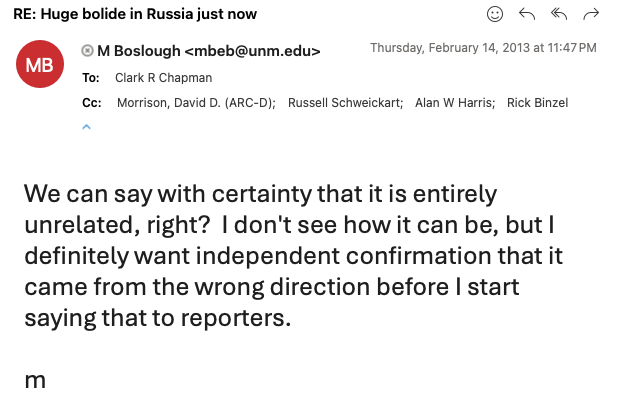 RE: Huge bolide in Russia just now
MB
M Boslough <mbeb@unm.edu>
Thursday, February 14, 2013 at 11:47 PM
To: Clark R Chapman
Cc: Morrison, David D. (ARC-D); Russell Schweickart; Alan W Harris; Rick Binzel
We can say with certainty that it is entirely
unrelated, right?  I don't see how it can be, but I
definitely want independent confirmation that it
came from the wrong direction before I start
saying that to reporters.
m